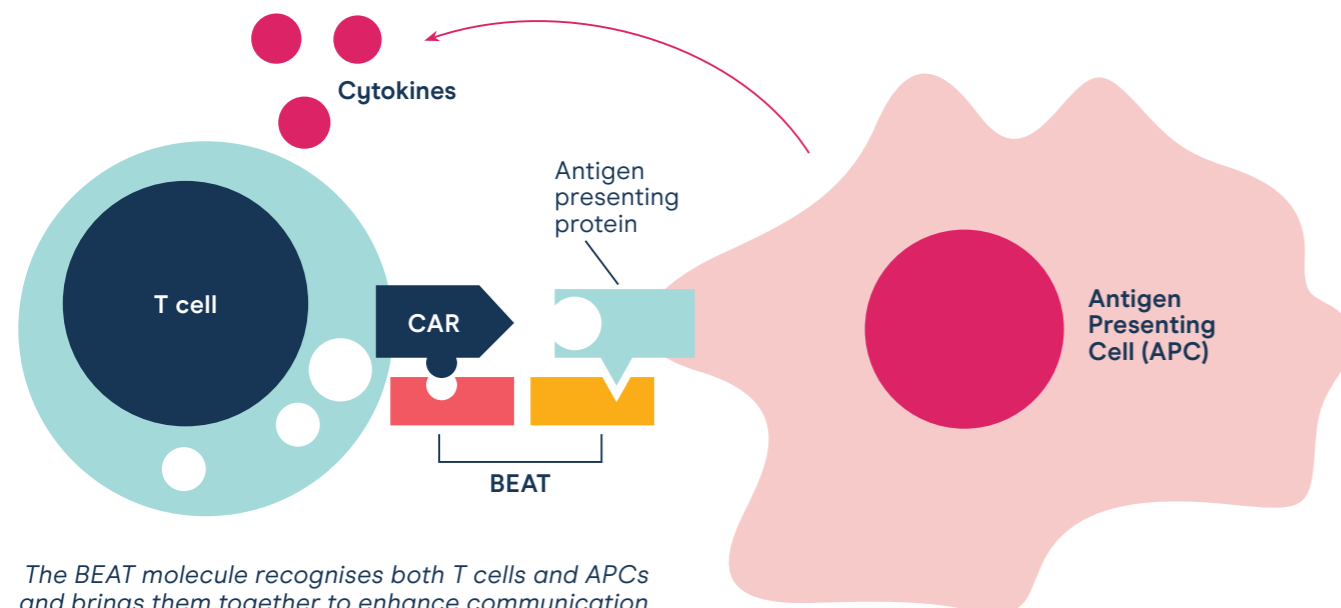 Cytokines
Antigen
presenting
protein
T cell
CAR
Antigen
Presenting
Cell (APC)
BEAT
The BEAT molecule recognises both T cells and APCs
and brings them together to enhance communication